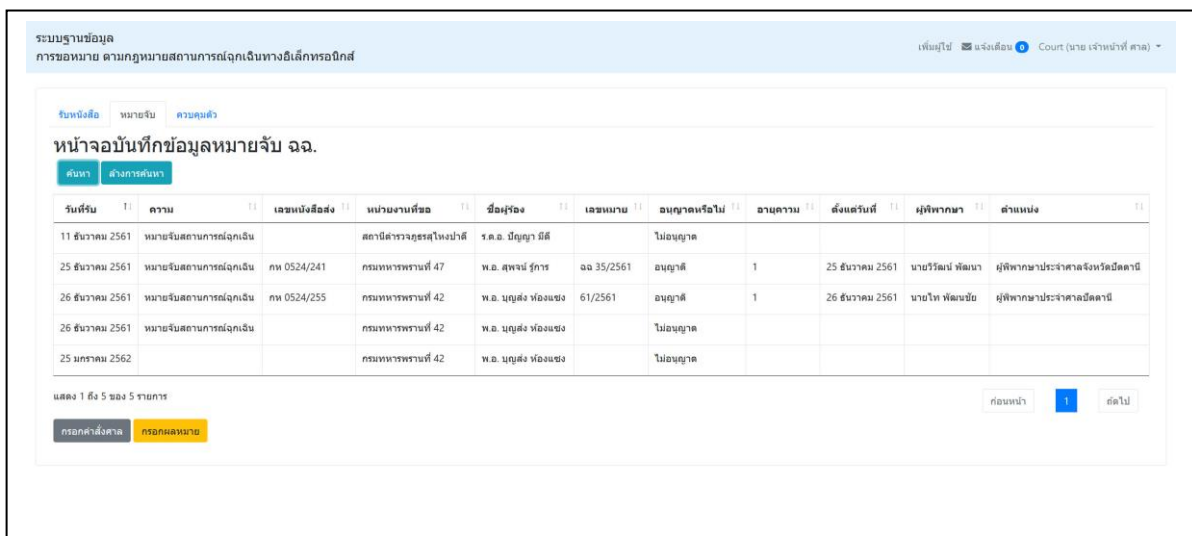 ระบบฐานข้อมูล
การขอหมาย ตามกฎหมายสถานการณ์ฉุกเฉินทางอิเล็กทรอนิกส์
เพิ่มผู้ใช้ แจ้งเตือน 0 Court (นาย เจ้าหน้าที่ ศาล)
รับหนังสือ หมายจับ ควบคุมตัว
หน้าจอบันทึกข้อมูลหมายจับ ฉฉ.
ค้นหา ล้างการค้นหา
วันที่รับ ความ เลขหนังสือส่ง หน่วยงานที่ขอ ชื่อผู้ร้อง เลขหมาย อนุญาตหรือไม่ อายุความ ตั้งแต่วันที่ ผู้พิพากษา ตำแหน่ง
11 ธันวาคม 2561 หมายจับสถานการณ์ฉุกเฉิน สถานีตำรวจภูธรสุไหงปาดี ร.ต.อ. ปัญญา มีดี ไม่อนุญาต
25 ธันวาคม 2561 หมายจับสถานการณ์ฉุกเฉิน กห 0524/241 กรมทหารพรานที่ 47 พ.อ. สุพจน์ รู้การ ฉฉ 35/2561 อนุญาติ 1 25 ธันวาคม 2561 นายวิวัฒน์ พัฒนา ผู้พิพากษาประจำศาลจังหวัดปัตตานี
26 ธันวาคม 2561 หมายจับสถานการณ์ฉุกเฉิน กห 0524/255 กรมทหารพรานที่ 42 พ.อ. บุญส่ง ห้องแซง 61/2561 อนุญาติ 1 26 ธันวาคม 2561 นายไท พัฒนชัย ผู้พิพากษาประจำศาลปัตตานี
26 ธันวาคม 2561 หมายจับสถานการณ์ฉุกเฉิน กรมทหารพรานที่ 42 พ.อ. บุญส่ง ห้องแซง ไม่อนุญาต
25 มกราคม 2562 กรมทหารพรานที่ 42 พ.อ. บุญส่ง ห้องแซง ไม่อนุญาต
แสดง 1 ถึง 5 ของ 5 รายการ
ก่อนหน้า 1 ถัดไป
กรอกคำสั่งศาล กรอกผลหมาย